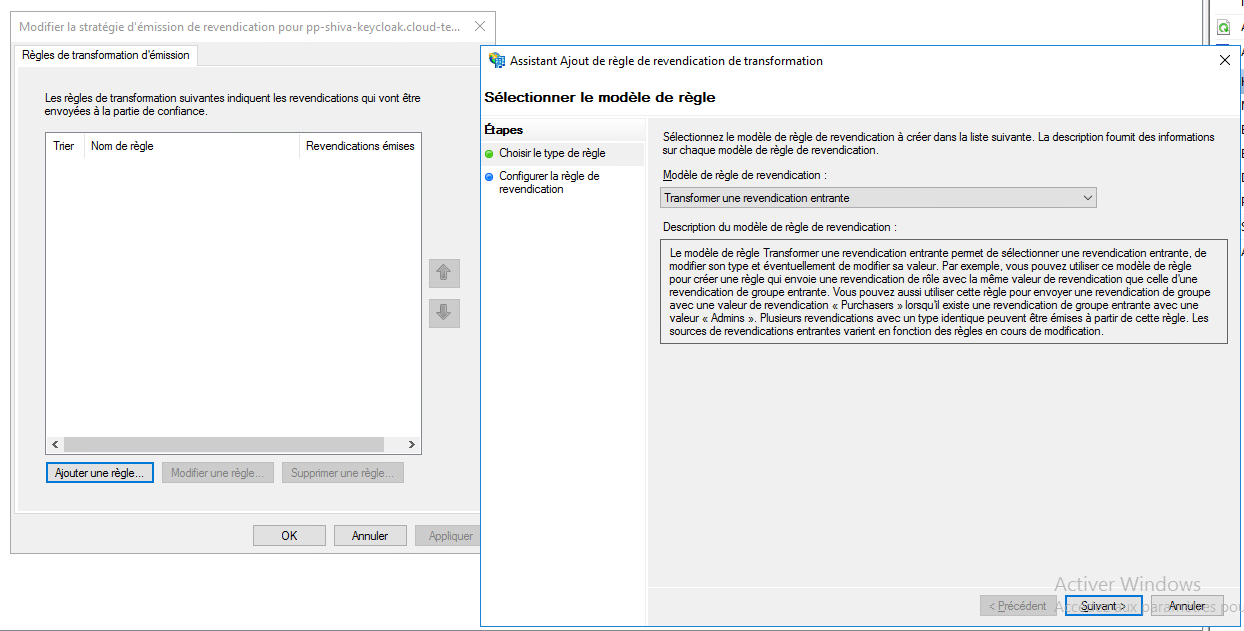 Modifier la stratégie d'émission de revendication pour pp-shiva-keycloak.cloud-te...
Règles de transformation d'émission
Les règles de transformation suivantes indiquent les revendications qui vont être
envoyées à la partie de confiance.
Trier Nom de règle Revendications émises
Ajouter une règle... Modifier une règle... Supprimer une règle...
OK Annuler Appliquer
Assistant Ajout de règle de revendication de transformation
Sélectionner le modèle de règle
Étapes
Choisir le type de règle
Configurer la règle de
revendication
Sélectionnez le modèle de règle de revendication à créer dans la liste suivante. La description fournit des informations
sur chaque modèle de règle de revendication.
Modèle de règle de revendication :
Transformer une revendication entrante
Description du modèle de règle de revendication :
Le modèle de règle Transformer une revendication entrante permet de sélectionner une revendication entrante, de
modifier son type et éventuellement de modifier sa valeur. Par exemple, vous pouvez utiliser ce modèle de règle
pour créer une règle qui envoie une revendication de rôle avec la même valeur de revendication que celle d'une
revendication de groupe entrante. Vous pouvez aussi utiliser cette règle pour envoyer une revendication de groupe
avec une valeur de revendication « Purchasers » lorsqu'il existe une revendication de groupe entrante avec une
valeur « Admins ». Plusieurs revendications avec un type identique peuvent être émises à partir de cette règle. Les
sources de revendications entrantes varient en fonction des règles en cours de modification.
Activer Windows
< Précédent Suivant > Annuler